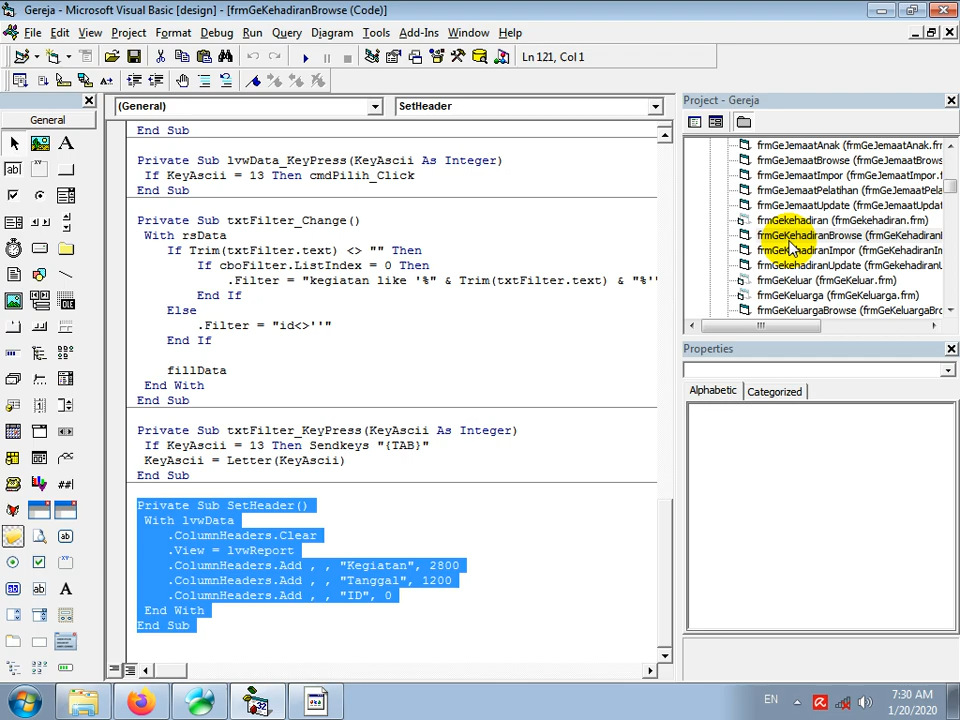 Gereja - Microsoft Visual Basic [design] - [frmGeKehadiranBrowse (Code)]
File Edit View Project Format Debug Run Query Diagram Tools Add-Ins Window Help
Ln 121, Col 1
General
(General)
SetHeader
End Sub
Private Sub lvwData_KeyPress(KeyAscii As Integer)
If KeyAscii = 13 Then cmdPilih_Click
End Sub
Private Sub txtFilter_Change()
With rsData
If Trim(txtFilter.text) <> "" Then
If cboFilter.ListIndex = 0 Then
.Filter = "kegiatan like '%" & Trim(txtFilter.text) & "%'"
End If
Else
.Filter = "id<>''"
End If
fillData
End With
End Sub
Private Sub txtFilter_KeyPress(KeyAscii As Integer)
If KeyAscii = 13 Then Sendkeys "{TAB}"
KeyAscii = Letter(KeyAscii)
End Sub
Private Sub SetHeader()
With lvwData
.ColumnHeaders.Clear
.View = lvwReport
.ColumnHeaders.Add , , "Kegiatan", 2800
.ColumnHeaders.Add , , "Tanggal", 1200
.ColumnHeaders.Add , , "ID", 0
End With
End Sub
Project - Gereja
frmGeJemaatAnak (frmGeJemaatAnak.fr
frmGeJemaatBrowse (frmGeJemaatBrows
frmGeJemaatImpor (frmGeJemaatImpor.f
frmGeJemaatPelatihan (frmGeJemaatPela
frmGeJemaatUpdate (frmGeJemaatUpdat
frmGekehadiran (frmGekehadiran.frm)
frmGeKehadiranBrowse (frmGeKehadiranl
frmGeKehadiranImpor (frmGeKehadiranIm
frmGekehadiranUpdate (frmGekehadiranU
frmGeKeluar (frmGeKeluar.frm)
frmGeKeluarga (frmGeKeluarga.frm)
frmGeKeluargaBrowse (frmGeKeluargaBro
Properties
Alphabetic Categorized
EN
7:30 AM
1/20/2020